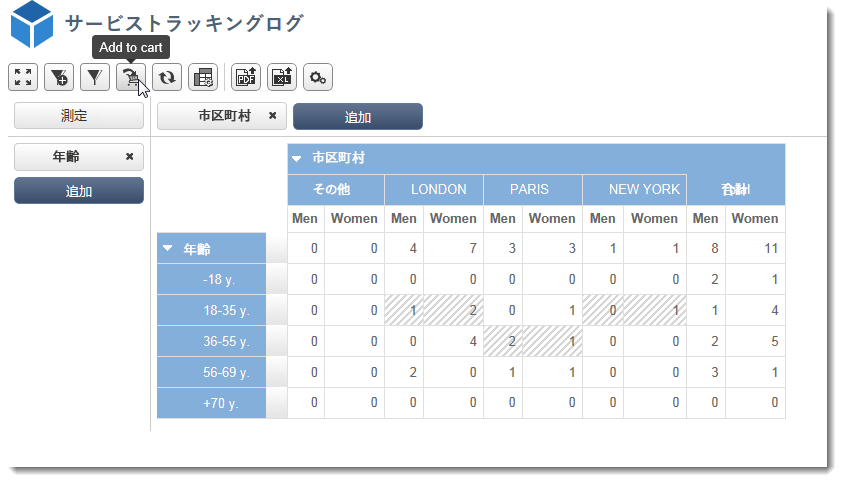 サービストラッキングログ
Add to cart
PDF XL
測定 市区町村 × 追加
年齢 ×
追加
市区町村
その他 LONDON PARIS NEW YORK 合計
Men Women Men Women Men Women Men Women Men Women
年齢 0 0 4 7 3 3 1 1 8 11
-18 y. 0 0 0 0 0 0 0 0 2 1
18-35 y. 0 0 1 2 0 1 0 1 1 4
36-55 y. 0 0 0 4 2 1 0 0 2 5
56-69 y. 0 0 2 0 1 1 0 0 3 1
+70 y. 0 0 0 0 0 0 0 0 0 0